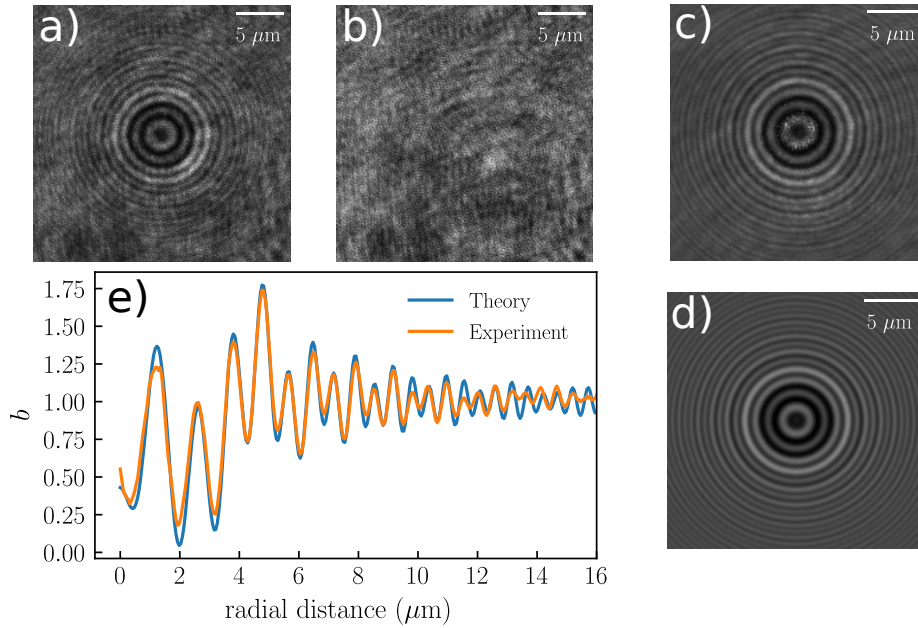 a)
5 μm
b)
5 μm
c)
5 μm
e)
1.75
1.50
1.25
1.00
0.75
0.50
0.25
0.00
b
Theory
Experiment
0 2 4 6 8 10 12 14 16
radial distance (μm)
d)
5 μm